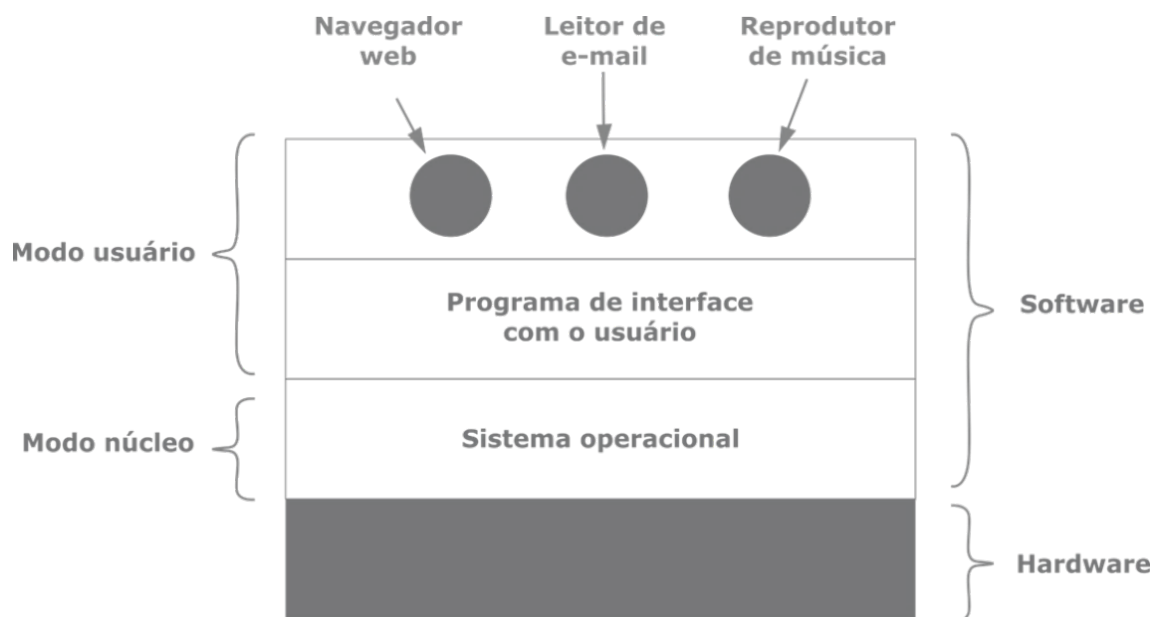 Navegador
web
Leitor de
e-mail
Reprodutor
de música
Modo usuário
Programa de interface
com o usuário
Software
Modo núcleo
Sistema operacional
Hardware